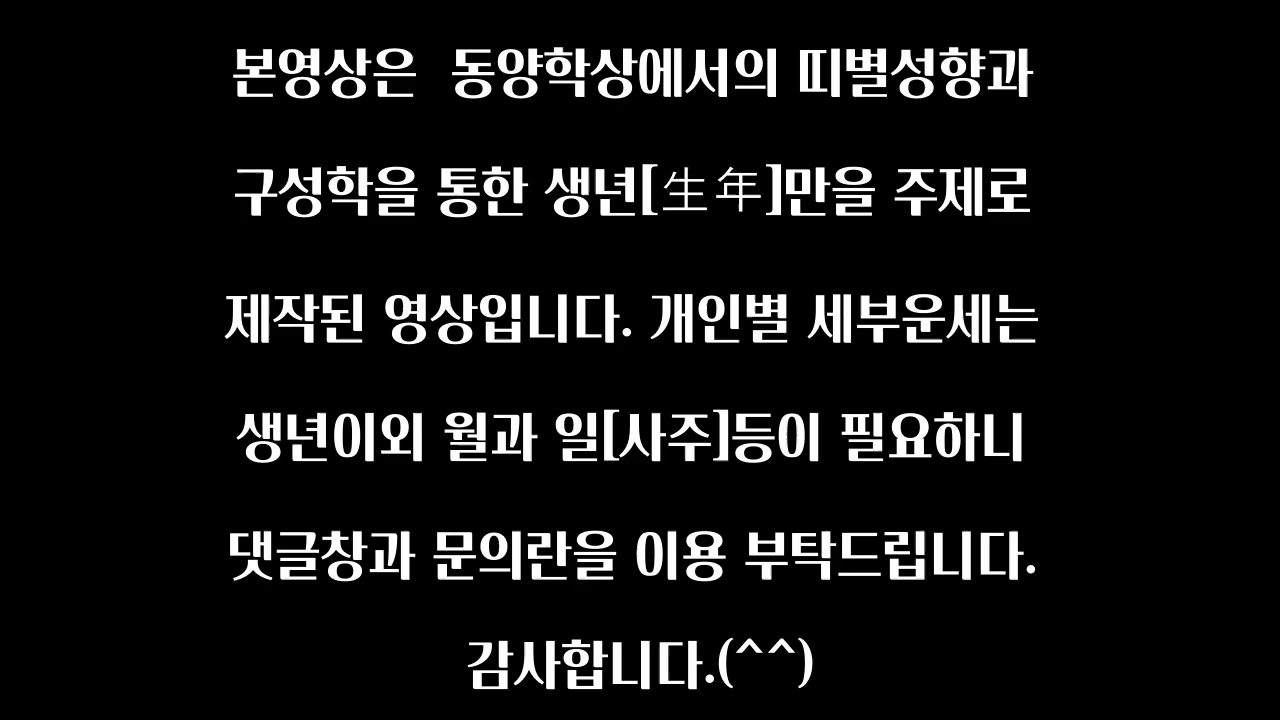 본영상은 동양학상에서의 띠별성향과
구성학을 통한 생년[生年]만을 주제로
제작된 영상입니다. 개인별 세부운세는
생년이외 월과 일[사주]등이 필요하니
댓글창과 문의란을 이용 부탁드립니다.
감사합니다.(^^)